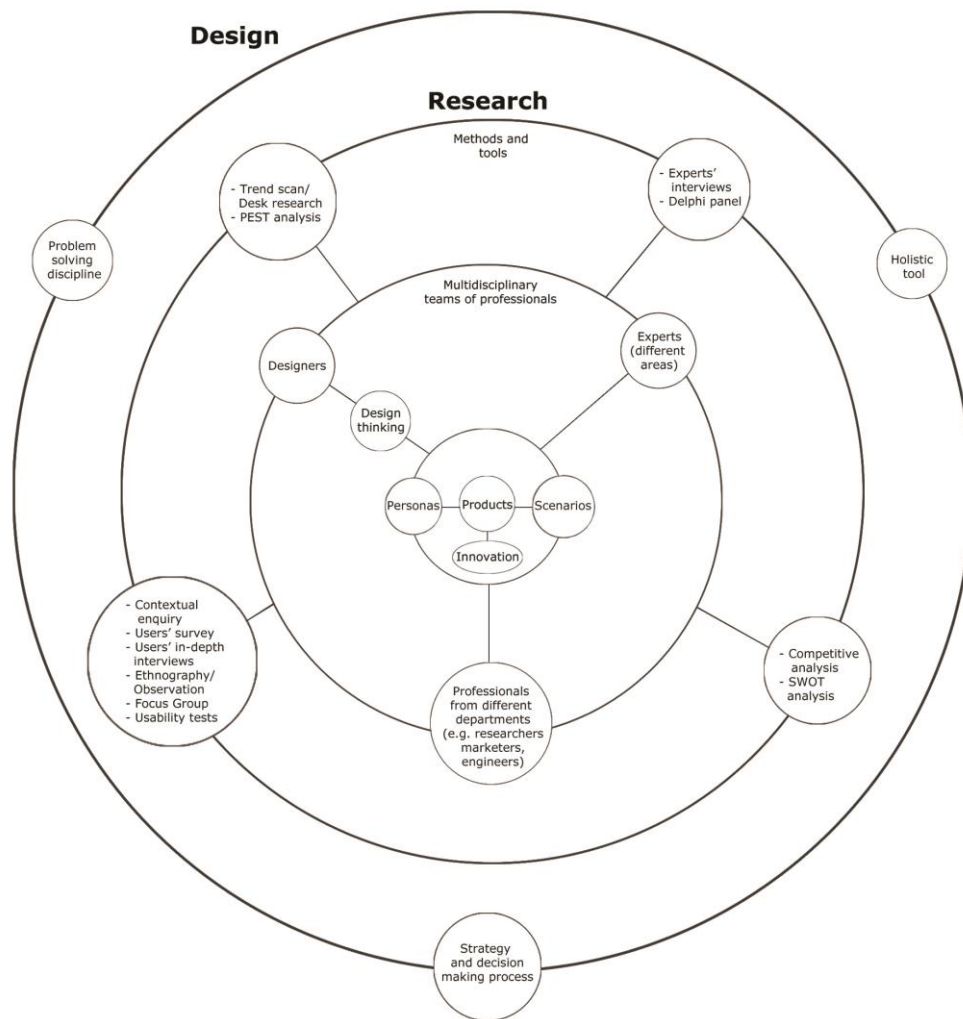 Design
Research
Methods and
tools
- Trend scan/
Desk research
- PEST analysis
- Experts'
interviews
- Delphi panel
Problem
solving
discipline
Holistic
tool
Multidisciplinary
teams of professionals
Designers
Experts
(different
areas)
Design
thinking
Personas
Products
Scenarios
Innovation
- Contextual
enquiry
- Users' survey
- Users' in-depth
interviews
- Ethnography/
Observation
- Focus Group
- Usability tests
Professionals
from different
departments
(e.g. researchers
marketers,
engineers)
- Competitive
analysis
- SWOT
analysis
Strategy
and decision
making process